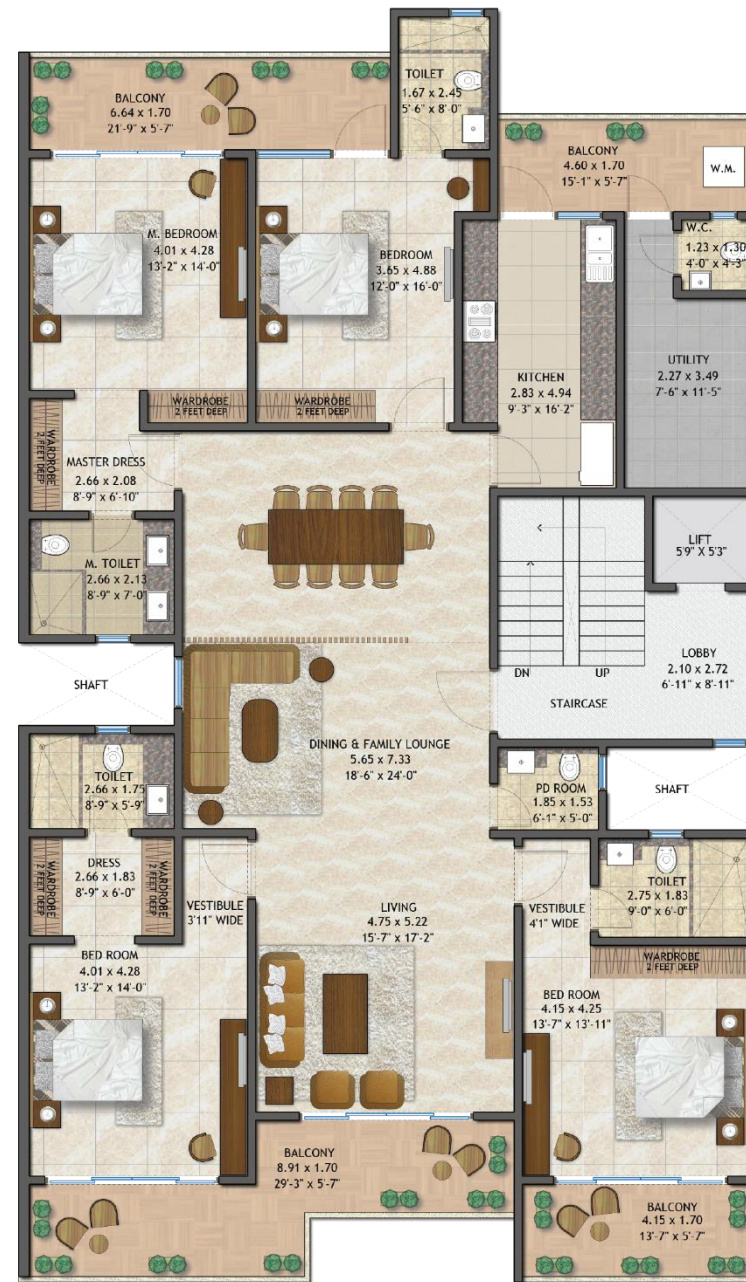 TOILET
1.67 x 2.45
5'-6" x 8'-0"
BALCONY
6.64 x 1.70
21'-9" x 5'-7"
BALCONY
4.60 x 1.70
15'-1" x 5'-7"
W.M.
M. BEDROOM
4.01 x 4.28
13'-2" x 14'-0"
BEDROOM
3.65 x 4.88
12'-0" x 16'-0"
W.C.
1.23 x 1.30
4'-0" x 4'-3"
UTILITY
2.27 x 3.49
7'-6" x 11'-5"
KITCHEN
2.83 x 4.94
9'-3" x 16'-2"
WARDROBE
2 FEET DEEP
WARDROBE
2 FEET DEEP
WARDROBE
2 FEET DEEP
MASTER DRESS
2.66 x 2.08
8'-9" x 6'-10"
M. TOILET
2.66 x 2.13
8'-9" x 7'-0"
LIFT
5'9" X 5'3"
LOBBY
2.10 x 2.72
6'-11" x 8'-11"
DN
UP
STAIRCASE
SHAFT
DINING & FAMILY LOUNGE
5.65 x 7.33
18'-6" x 24'-0"
TOILET
2.66 x 1.75
8'-9" x 5'-9"
PD ROOM
1.85 x 1.53
6'-1" x 5'-0"
SHAFT
WARDROBE
2 FEET DEEP
DRESS
2.66 x 1.83
8'-9" x 6'-0"
WARDROBE
2 FEET DEEP
VESTIBULE
3'11" WIDE
LIVING
4.75 x 5.22
15'-7" x 17'-2"
VESTIBULE
4'1" WIDE
TOILET
2.75 x 1.83
9'-0" x 6'-0"
WARDROBE
2 FEET DEEP
BED ROOM
4.01 x 4.28
13'-2" x 14'-0"
BED ROOM
4.15 x 4.25
13'-7" x 13'-11"
BALCONY
8.91 x 1.70
29'-3" x 5'-7"
BALCONY
4.15 x 1.70
13'-7" x 5'-7"